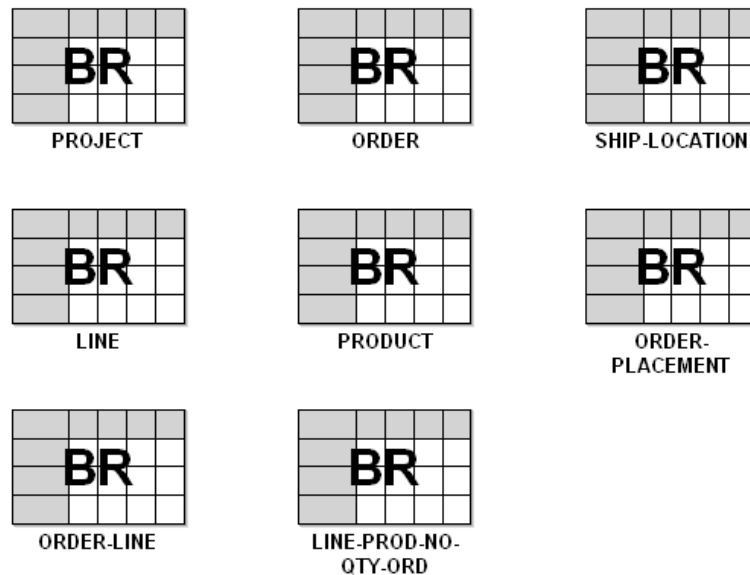 BR BR BR
PROJECT ORDER SHIP-LOCATION
BR BR BR
LINE PRODUCT ORDER-
PLACEMENT
BR BR
ORDER-LINE LINE-PROD-NO-
QTY-ORD